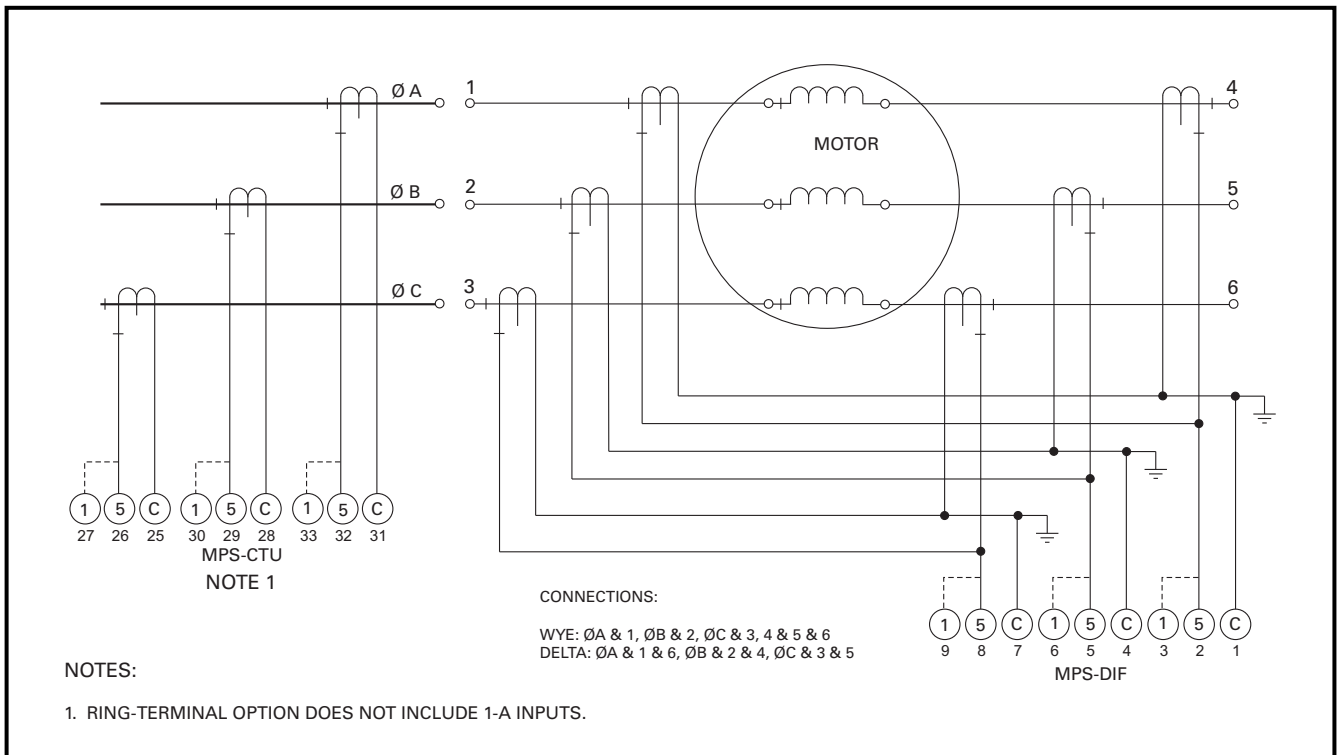 Ø A
1
4
MOTOR
Ø B
2
5
Ø C
3
6
1 5 C 1 5 C 1 5 C
27 26 25 30 29 28 33 32 31
MPS-CTU
NOTE 1
CONNECTIONS:
WYE: ØA & 1, ØB & 2, ØC & 3, 4 & 5 & 6
DELTA: ØA & 1 & 6, ØB & 2 & 4, ØC & 3 & 5
1 5 C 1 5 C 1 5 C
9 8 7 6 5 4 3 2 1
MPS-DIF
NOTES:
1. RING-TERMINAL OPTION DOES NOT INCLUDE 1-A INPUTS.